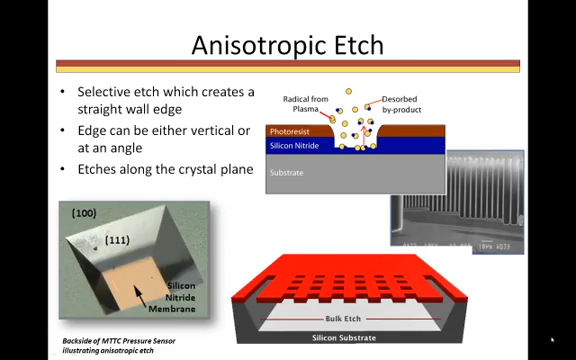 Anisotropic Etch
• Selective etch which creates a
straight wall edge
• Edge can be either vertical or
at an angle
• Etches along the crystal plane
Radical from
Plasma
Desorbed
by-product
Photoresist
Silicon Nitride
Substrate
(100)
(111)
Silicon
Nitride
Membrane
Bulk Etch
Silicon Substrate
Backside of MTTC Pressure Sensor
illustrating anisotropic etch